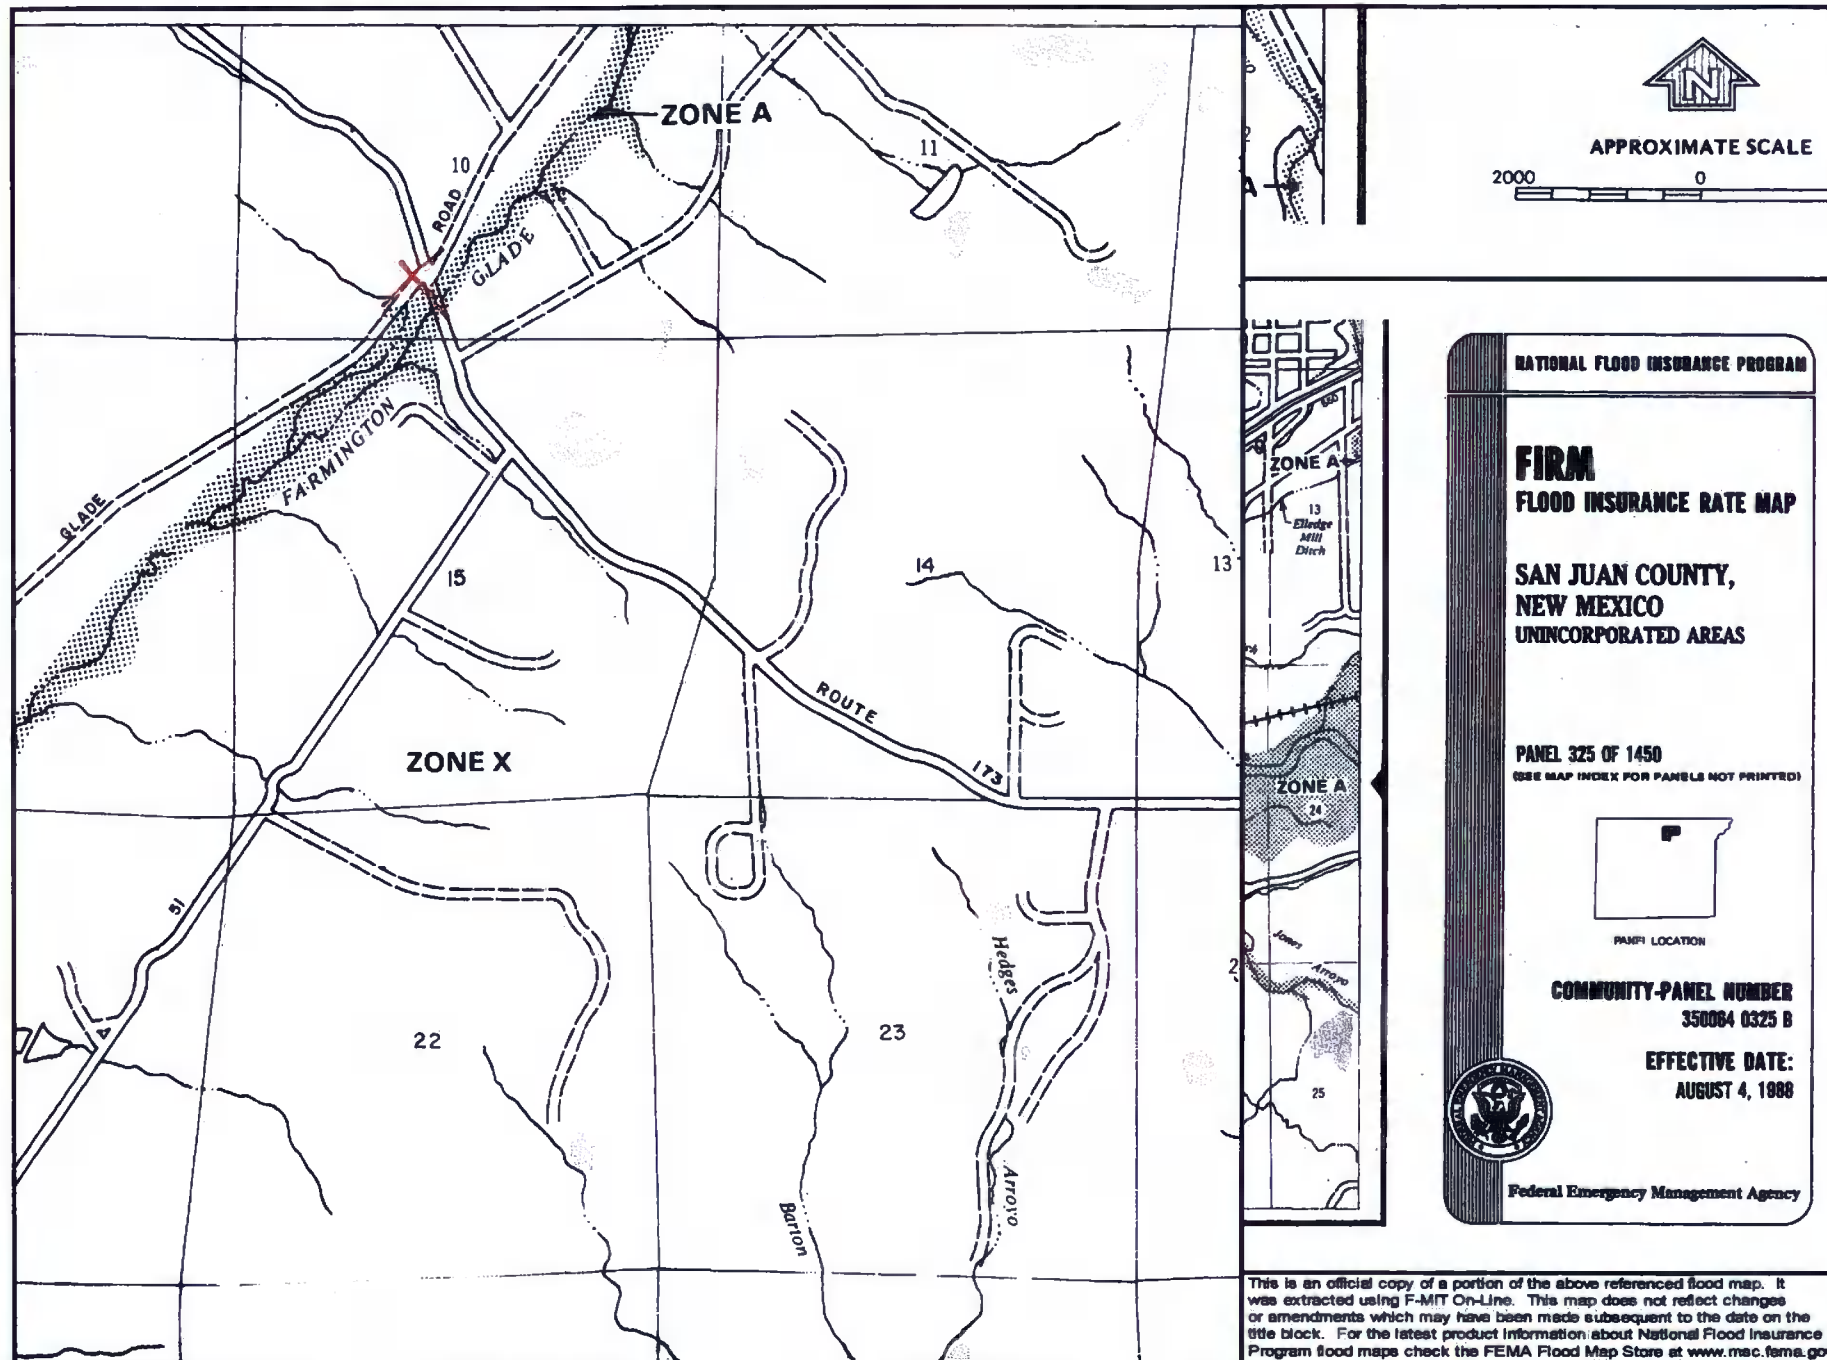 ZONE A
10
11
ROAD
GLADE
FARMINGTON
GLADE
15
14
13
ROUTE
173
ZONE X
51
22
23
Hedges
Arroyo
Barton
A
ZONE A
13
Elledge
Mill
Ditch
ZONE A
24
Jones
Arroyo
25
N
APPROXIMATE SCALE
2000 0
NATIONAL FLOOD INSURANCE PROGRAM
FIRM
FLOOD INSURANCE RATE MAP
SAN JUAN COUNTY,
NEW MEXICO
UNINCORPORATED AREAS
PANEL 325 OF 1450
(SEE MAP INDEX FOR PANELS NOT PRINTED)
PANEL LOCATION
COMMUNITY-PANEL NUMBER
350064 0325 B
EFFECTIVE DATE:
AUGUST 4, 1988
Federal Emergency Management Agency
This is an official copy of a portion of the above referenced flood map. It
was extracted using F-MIT On-Line. This map does not reflect changes
or amendments which may have been made subsequent to the date on the
title block. For the latest product information about National Flood Insurance
Program flood maps check the FEMA Flood Map Store at www.msc.fema.gov